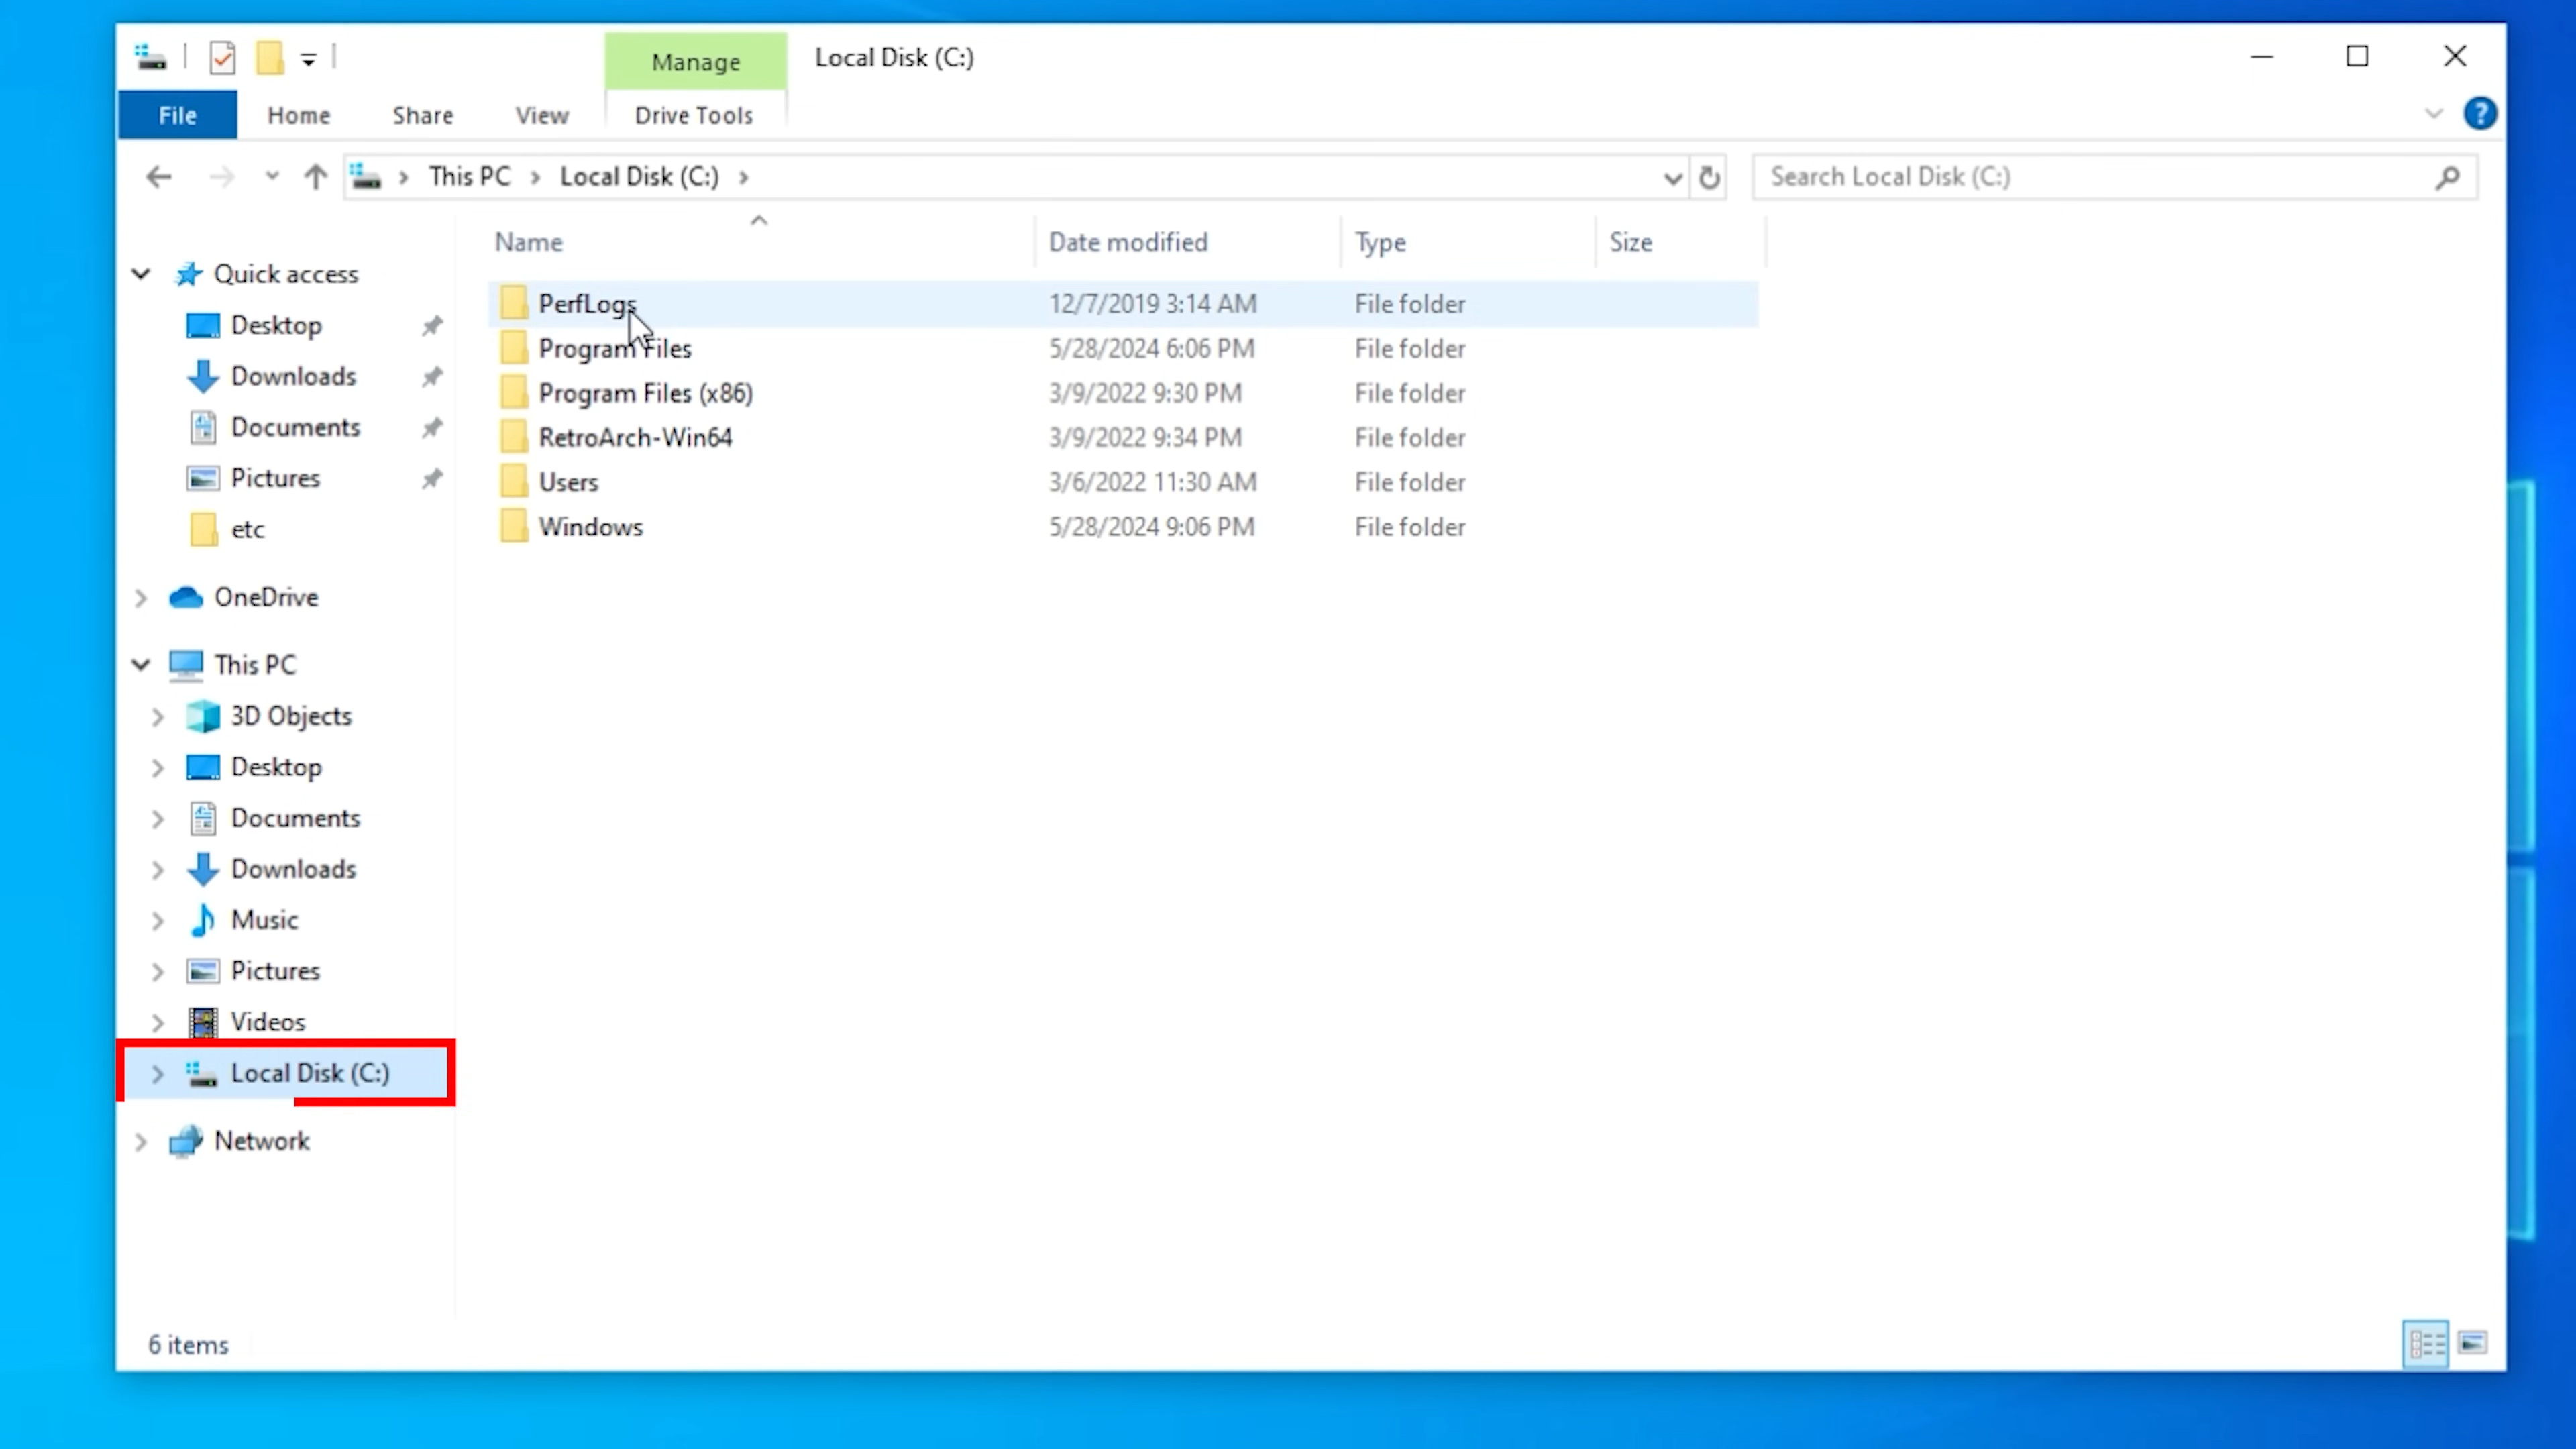 Manage
Local Disk (C:)
File
Home
Share
View
Drive Tools
This PC
Local Disk (C:)
Search Local Disk (C:)
Name
Date modified
Type
Size
Quick access
Desktop
Downloads
Documents
Pictures
etc
OneDrive
This PC
3D Objects
Desktop
Documents
Downloads
Music
Pictures
Videos
Local Disk (C:)
Network
PerfLogs 12/7/2019 3:14 AM File folder
Program Files 5/28/2024 6:06 PM File folder
Program Files (x86) 3/9/2022 9:30 PM File folder
RetroArch-Win64 3/9/2022 9:34 PM File folder
Users 3/6/2022 11:30 AM File folder
Windows 5/28/2024 9:06 PM File folder
6 items